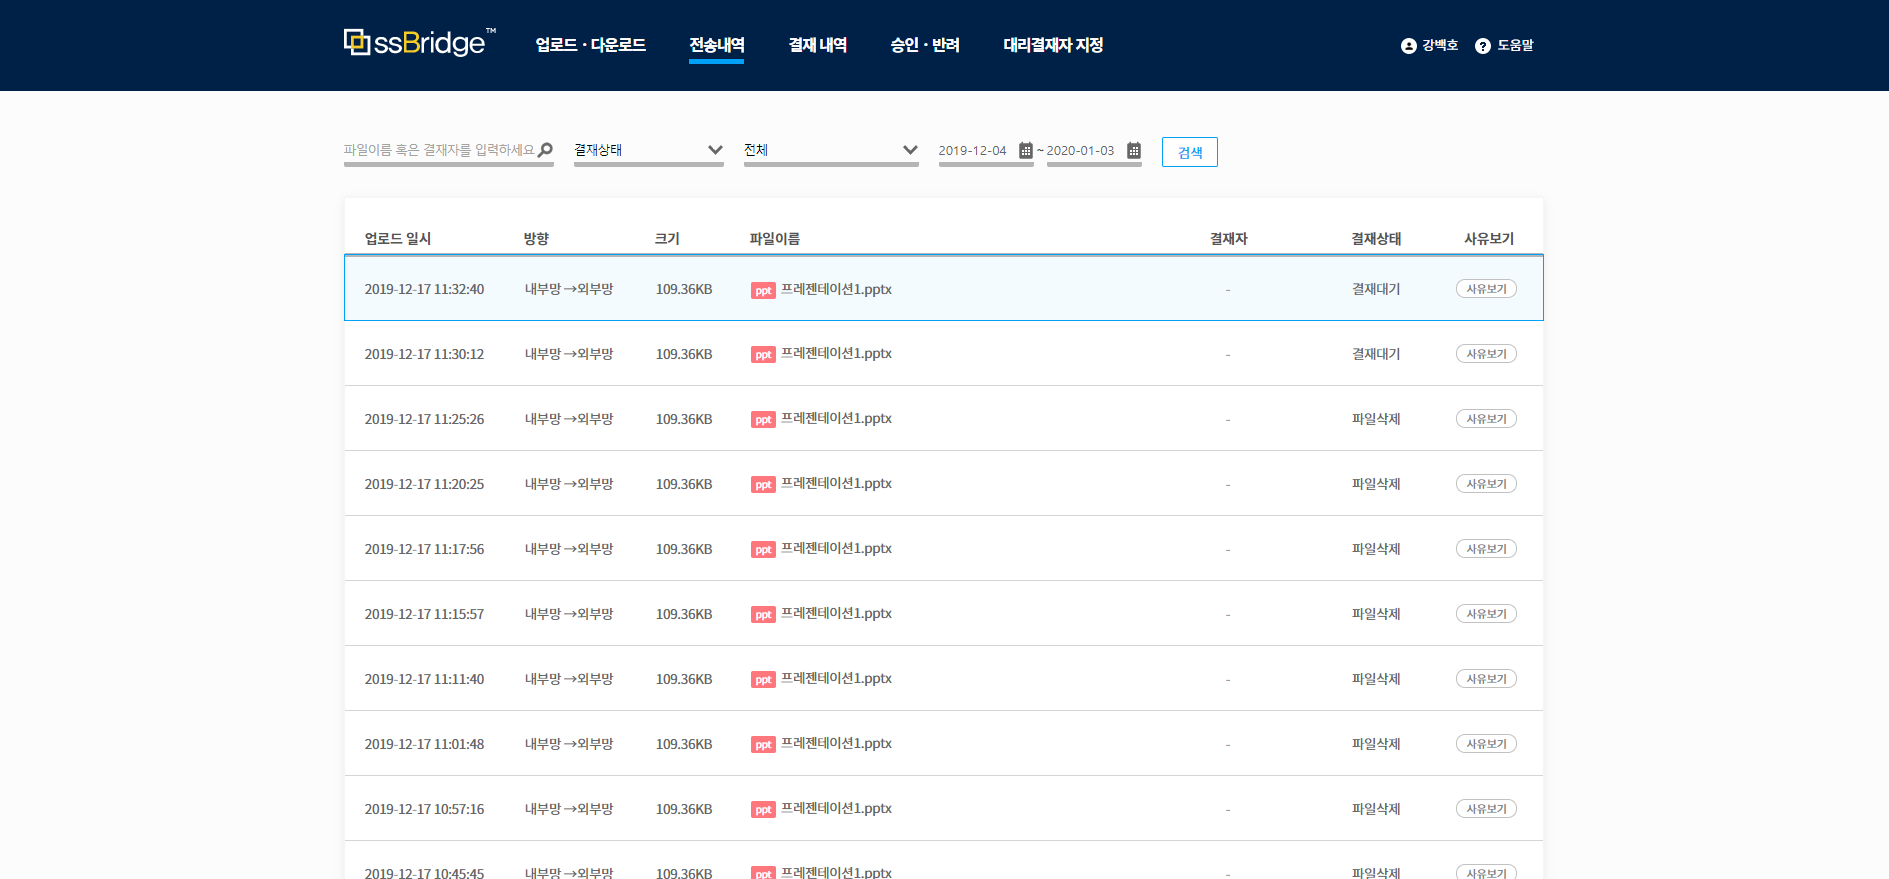 ssBridge™ 업로드 · 다운로드 전송내역 결재 내역 승인 · 반려 대리결재자 지정 강백호 ? 도움말
파일이름 혹은 결재자를 입력하세요 결재상태 전체 2019-12-04 ~ 2020-01-03 검색
업로드 일시 방향 크기 파일이름 결재자 결재상태 사유보기
2019-12-17 11:32:40 내부망→외부망 109.36KB ppt 프레젠테이션1.pptx - 결재대기 사유보기
2019-12-17 11:30:12 내부망→외부망 109.36KB ppt 프레젠테이션1.pptx - 결재대기 사유보기
2019-12-17 11:25:26 내부망→외부망 109.36KB ppt 프레젠테이션1.pptx - 파일삭제 사유보기
2019-12-17 11:20:25 내부망→외부망 109.36KB ppt 프레젠테이션1.pptx - 파일삭제 사유보기
2019-12-17 11:17:56 내부망→외부망 109.36KB ppt 프레젠테이션1.pptx - 파일삭제 사유보기
2019-12-17 11:15:57 내부망→외부망 109.36KB ppt 프레젠테이션1.pptx - 파일삭제 사유보기
2019-12-17 11:11:40 내부망→외부망 109.36KB ppt 프레젠테이션1.pptx - 파일삭제 사유보기
2019-12-17 11:01:48 내부망→외부망 109.36KB ppt 프레젠테이션1.pptx - 파일삭제 사유보기
2019-12-17 10:57:16 내부망→외부망 109.36KB ppt 프레젠테이션1.pptx - 파일삭제 사유보기
2019-12-17 10:45:45 내부망→외부망 109.36KB ppt 프레젠테이션1.pptx - 파일삭제 사유보기